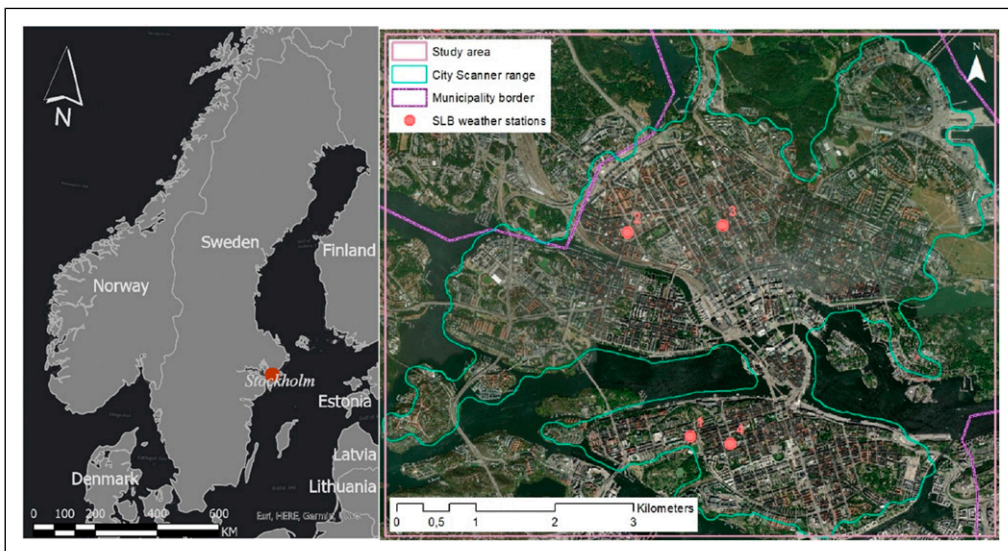 N
Sweden
Finland
Norway
Stockholm
Estonia
Latvia
Lithuania
Denmark
0 100 200 400 600
KM
Esri, HERE, Garmin,
Study area
City Scanner range
Municipality border
SLB weather stations
N
2
3
1
4
Kilometers
0 0,5 1 2 3